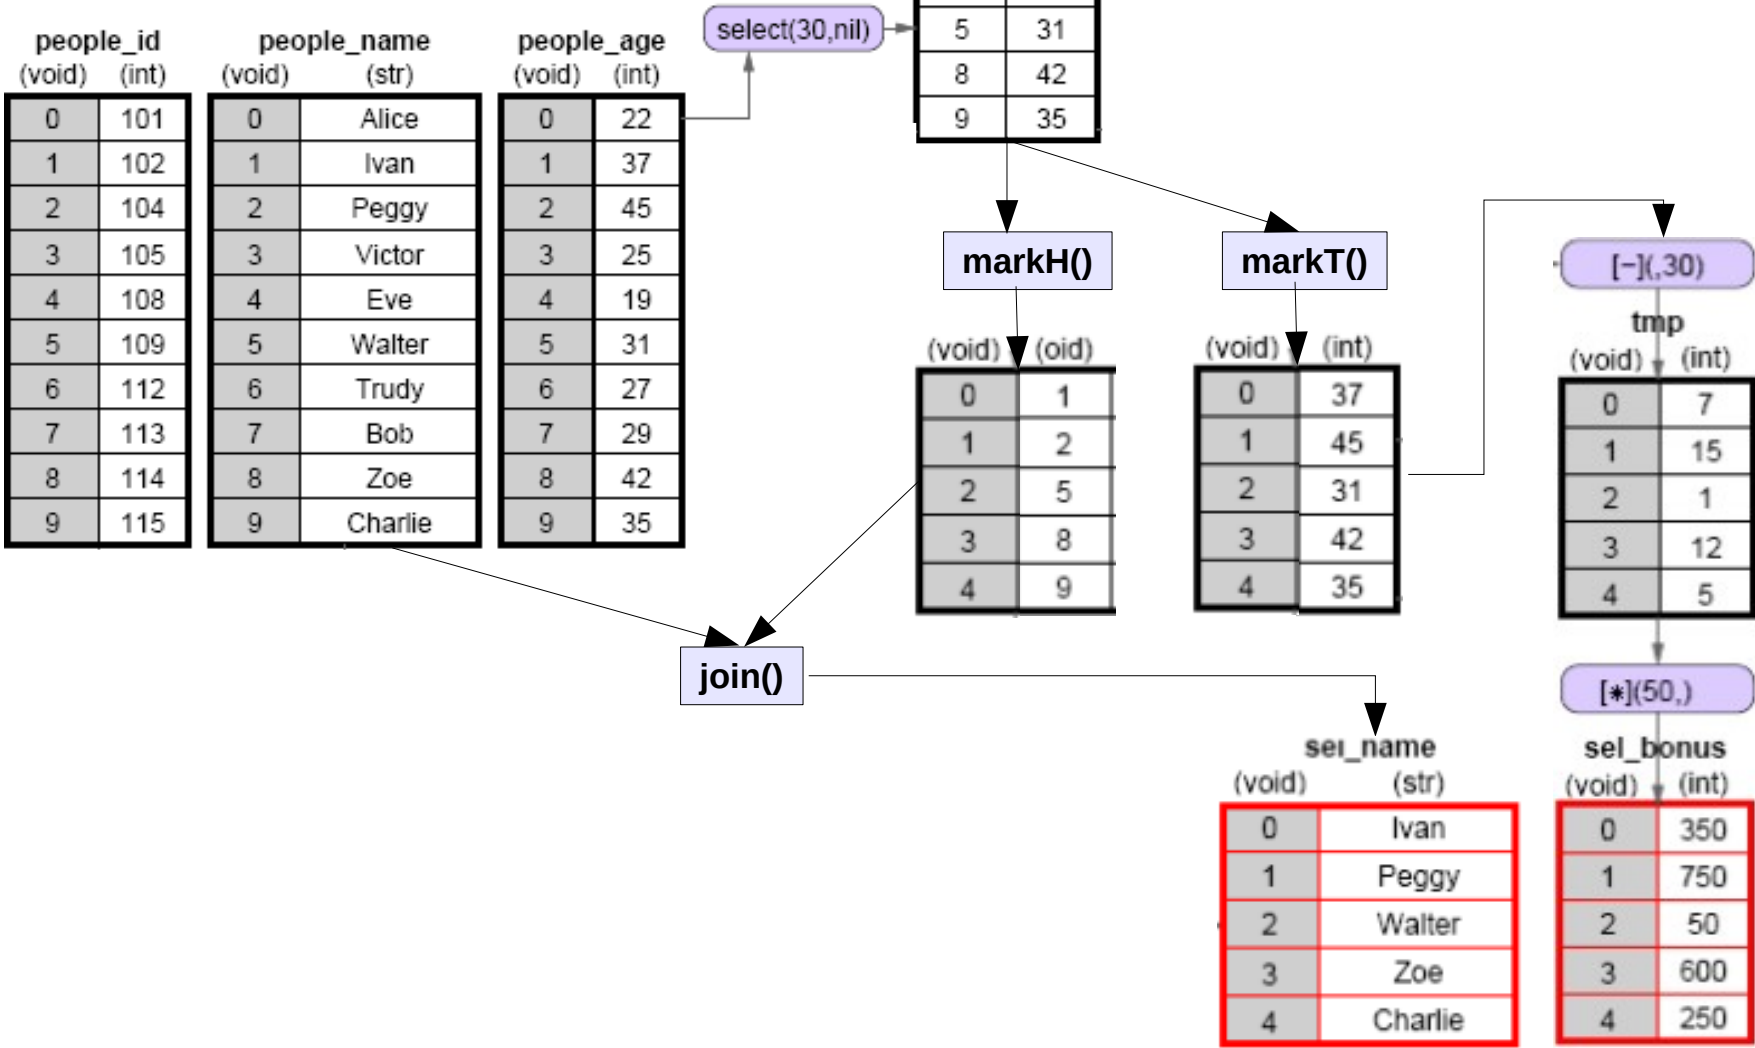 people_id
(void) (int)
0 101
1 102
2 104
3 105
4 108
5 109
6 112
7 113
8 114
9 115
people_name
(void) (str)
0 Alice
1 Ivan
2 Peggy
3 Victor
4 Eve
5 Walter
6 Trudy
7 Bob
8 Zoe
9 Charlie
people_age
(void) (int)
0 22
1 37
2 45
3 25
4 19
5 31
6 27
7 29
8 42
9 35
select(30,nil)
5 31
8 42
9 35
markH()
(void) (oid)
0 1
1 2
2 5
3 8
4 9
markT()
(void) (int)
0 37
1 45
2 31
3 42
4 35
[−](,30)
tmp
(void) (int)
0 7
1 15
2 1
3 12
4 5
join()
[*](50,)
sel_name
(void) (str)
0 Ivan
1 Peggy
2 Walter
3 Zoe
4 Charlie
sel_bonus
(void) (int)
0 350
1 750
2 50
3 600
4 250